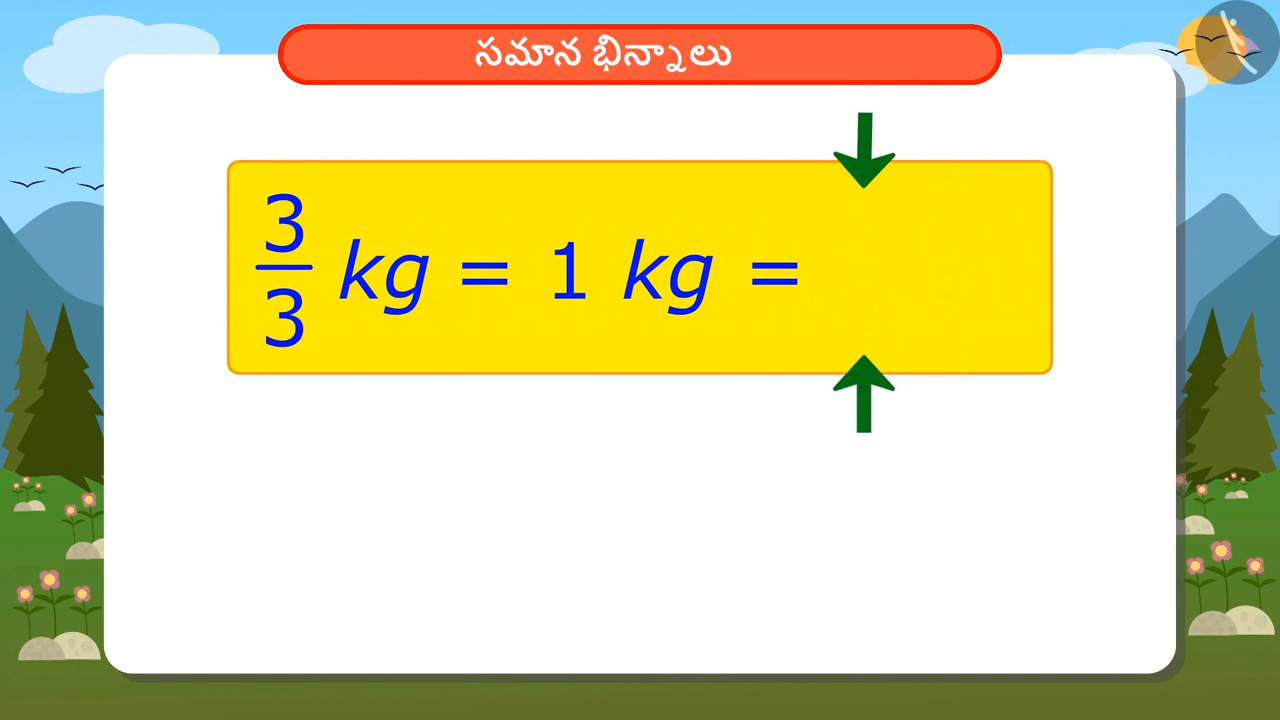 సమాన భిన్నాలు
3/3 kg = 1 kg =